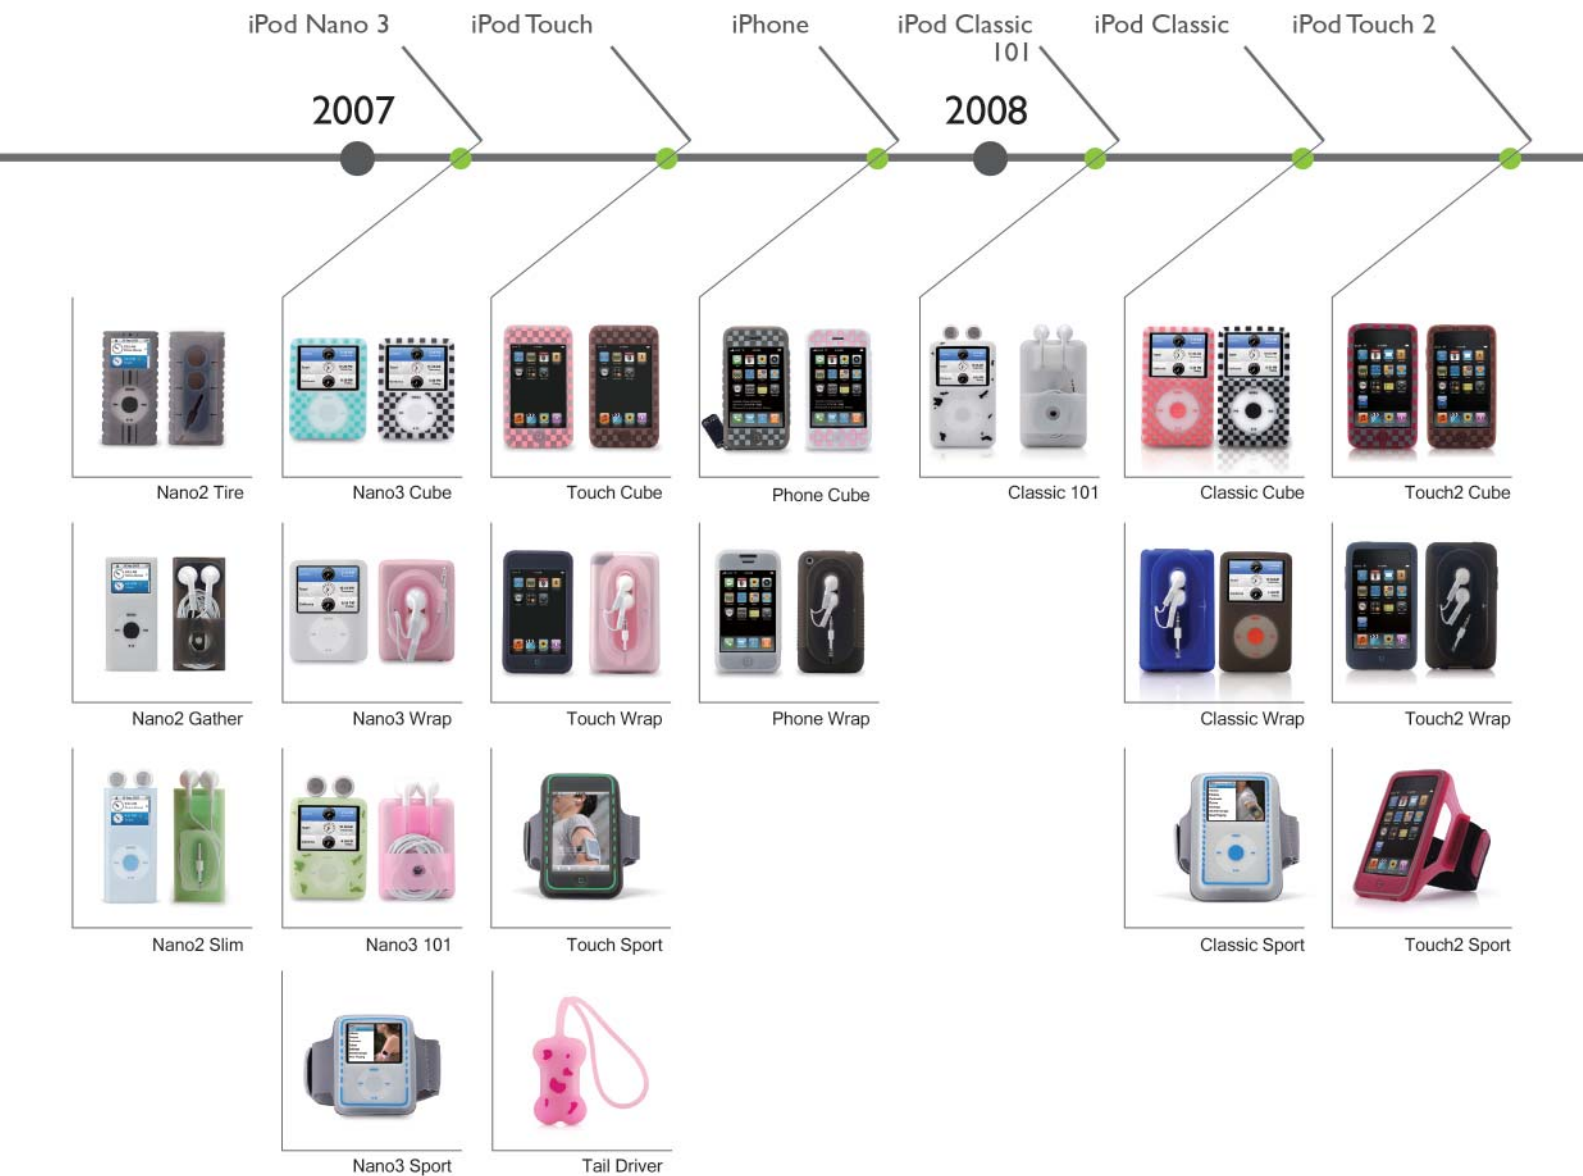 iPod Nano 3
iPod Touch
iPhone
iPod Classic
101
iPod Classic
iPod Touch 2
2007
2008
Nano2 Tire
Nano3 Cube
Touch Cube
Phone Cube
Classic 101
Classic Cube
Touch2 Cube
Nano2 Gather
Nano3 Wrap
Touch Wrap
Phone Wrap
Classic Wrap
Touch2 Wrap
Nano2 Slim
Nano3 101
Touch Sport
Classic Sport
Touch2 Sport
Nano3 Sport
Tail Driver